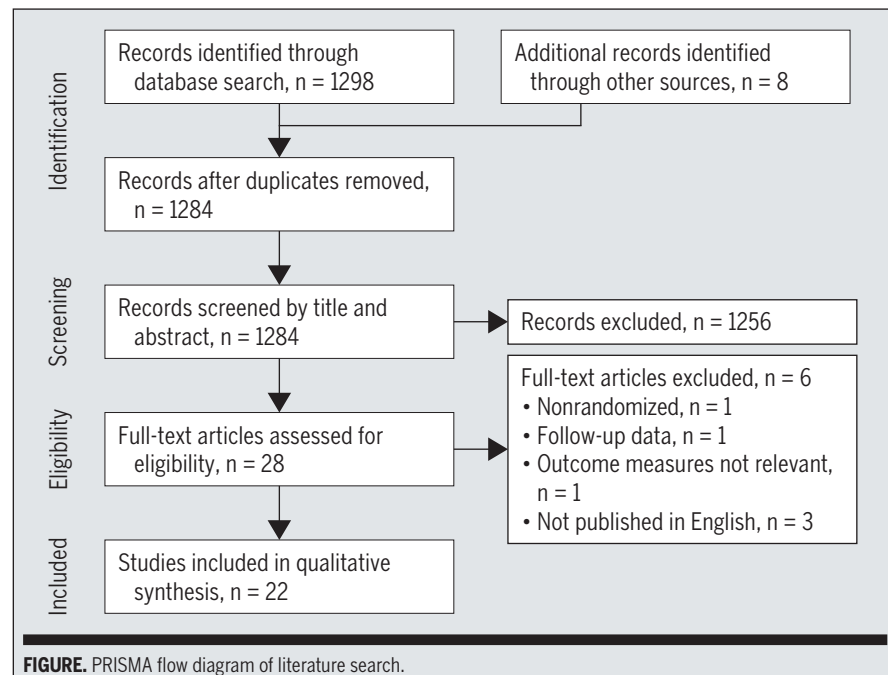 Identification
Records identified through
database search, n = 1298
Additional records identified
through other sources, n = 8
Records after duplicates removed,
n = 1284
Screening
Records screened by title and
abstract, n = 1284
Records excluded, n = 1256
Eligibility
Full-text articles assessed for
eligibility, n = 28
Full-text articles excluded, n = 6
• Nonrandomized, n = 1
• Follow-up data, n = 1
• Outcome measures not relevant,
n = 1
• Not published in English, n = 3
Included
Studies included in qualitative
synthesis, n = 22
FIGURE. PRISMA flow diagram of literature search.